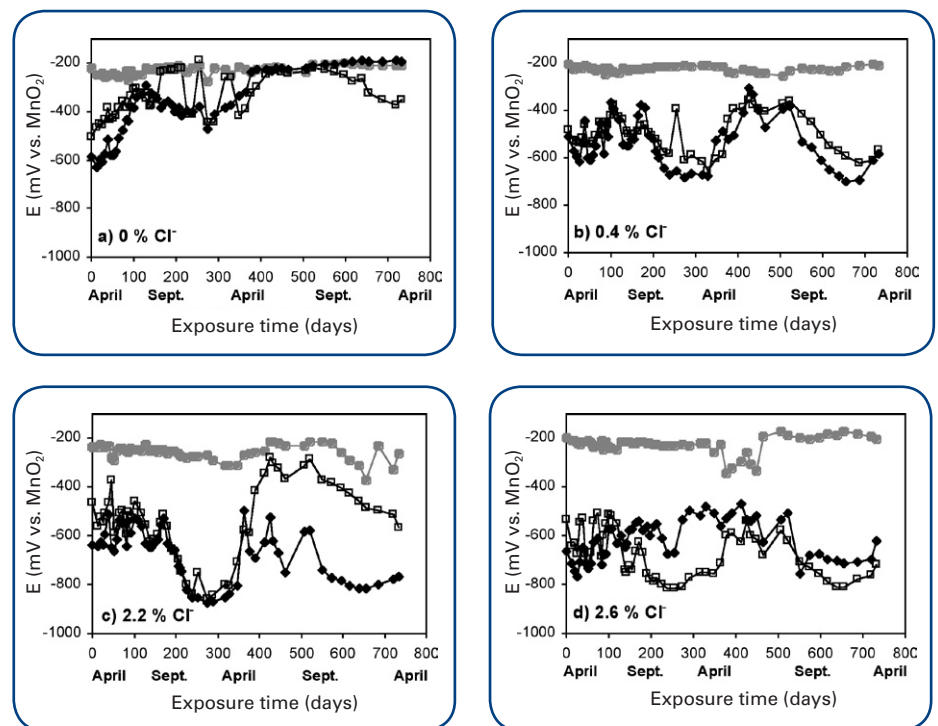 E (mV vs. MnO₂)
-200
-400
-600
-800
-1000
a) 0 % Cl⁻
0 100 200 300 400 500 600 700 800
April Sept. April Sept. April
Exposure time (days)
E (mV vs. MnO₂)
-200
-400
-600
-800
-1000
b) 0.4 % Cl⁻
0 100 200 300 400 500 600 700 800
April Sept. April Sept. April
Exposure time (days)
E (mV vs. MnO₂)
-200
-400
-600
-800
-1000
c) 2.2 % Cl⁻
0 100 200 300 400 500 600 700 800
April Sept. April Sept. April
Exposure time (days)
E (mV vs. MnO₂)
-200
-400
-600
-800
-1000
d) 2.6 % Cl⁻
0 100 200 300 400 500 600 700 800
April Sept. April Sept. April
Exposure time (days)